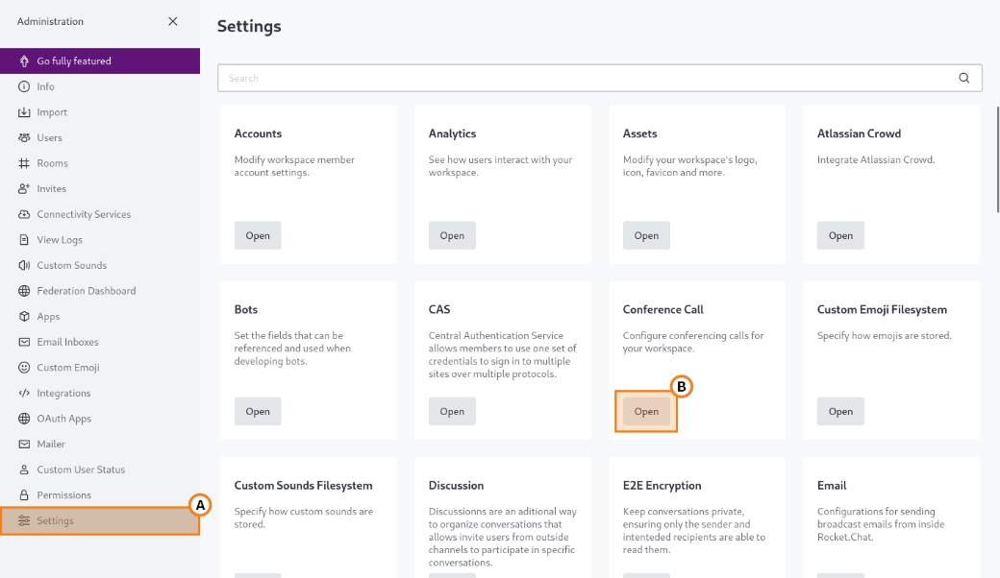 Administration
Go fully featured
Info
Import
Users
Rooms
Invites
Connectivity Services
View Logs
Custom Sounds
Federation Dashboard
Apps
Email Inboxes
Custom Emoji
Integrations
OAuth Apps
Mailer
Custom User Status
Permissions
Settings
A
Settings
Search
Accounts
Modify workspace member
account settings.
Open
Analytics
See how users interact with your
workspace.
Open
Assets
Modify your workspace's logo,
icon, favicon and more.
Open
Atlassian Crowd
Integrate Atlassian Crowd.
Open
Bots
Set the fields that can be
referenced and used when
developing bots.
Open
CAS
Central Authentication Service
allows members to use one set of
credentials to sign in to multiple
sites over multiple protocols.
Open
Conference Call
Configure conferencing calls for
your workspace.
B
Open
Custom Emoji Filesystem
Specify how emojis are stored.
Open
Custom Sounds Filesystem
Specify how custom sounds are
stored.
Discussion
Discussionns are an aditional way
to organize conversations that
allows invite users from outside
channels to participate in specific
conversations.
E2E Encryption
Keep conversations private,
ensuring only the sender and
intenteded recipients are able to
read them.
Email
Configurations for sending
broadcast emails from inside
Rocket.Chat.